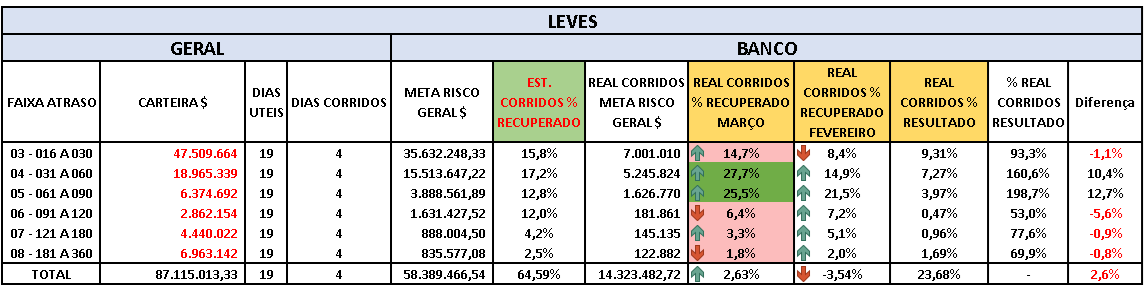 LEVES
GERAL BANCO
FAIXA ATRASO CARTEIRA $ DIAS UTEIS DIAS CORRIDOS META RISCO GERAL $ EST. CORRIDOS % RECUPERADO REAL CORRIDOS META RISCO GERAL $ REAL CORRIDOS % RECUPERADO MARÇO REAL CORRIDOS % RECUPERADO FEVEREIRO REAL CORRIDOS % RESULTADO % REAL CORRIDOS RESULTADO Diferença
03 - 016 A 030 47.509.664 19 4 35.632.248,33 15,8% 7.001.010 14,7% 8,4% 9,31% 93,3% -1,1%
04 - 031 A 060 18.965.339 19 4 15.513.647,22 17,2% 5.245.824 27,7% 14,9% 7,27% 160,6% 10,4%
05 - 061 A 090 6.374.692 19 4 3.888.561,89 12,8% 1.626.770 25,5% 21,5% 3,97% 198,7% 12,7%
06 - 091 A 120 2.862.154 19 4 1.631.427,52 12,0% 181.861 6,4% 7,2% 0,47% 53,0% -5,6%
07 - 121 A 180 4.440.022 19 4 888.004,50 4,2% 145.135 3,3% 5,1% 0,96% 77,6% -0,9%
08 - 181 A 360 6.963.142 19 4 835.577,08 2,5% 122.882 1,8% 2,0% 1,69% 69,9% -0,8%
TOTAL 87.115.013,33 19 4 58.389.466,54 64,59% 14.323.482,72 2,63% -3,54% 23,68% - 2,6%